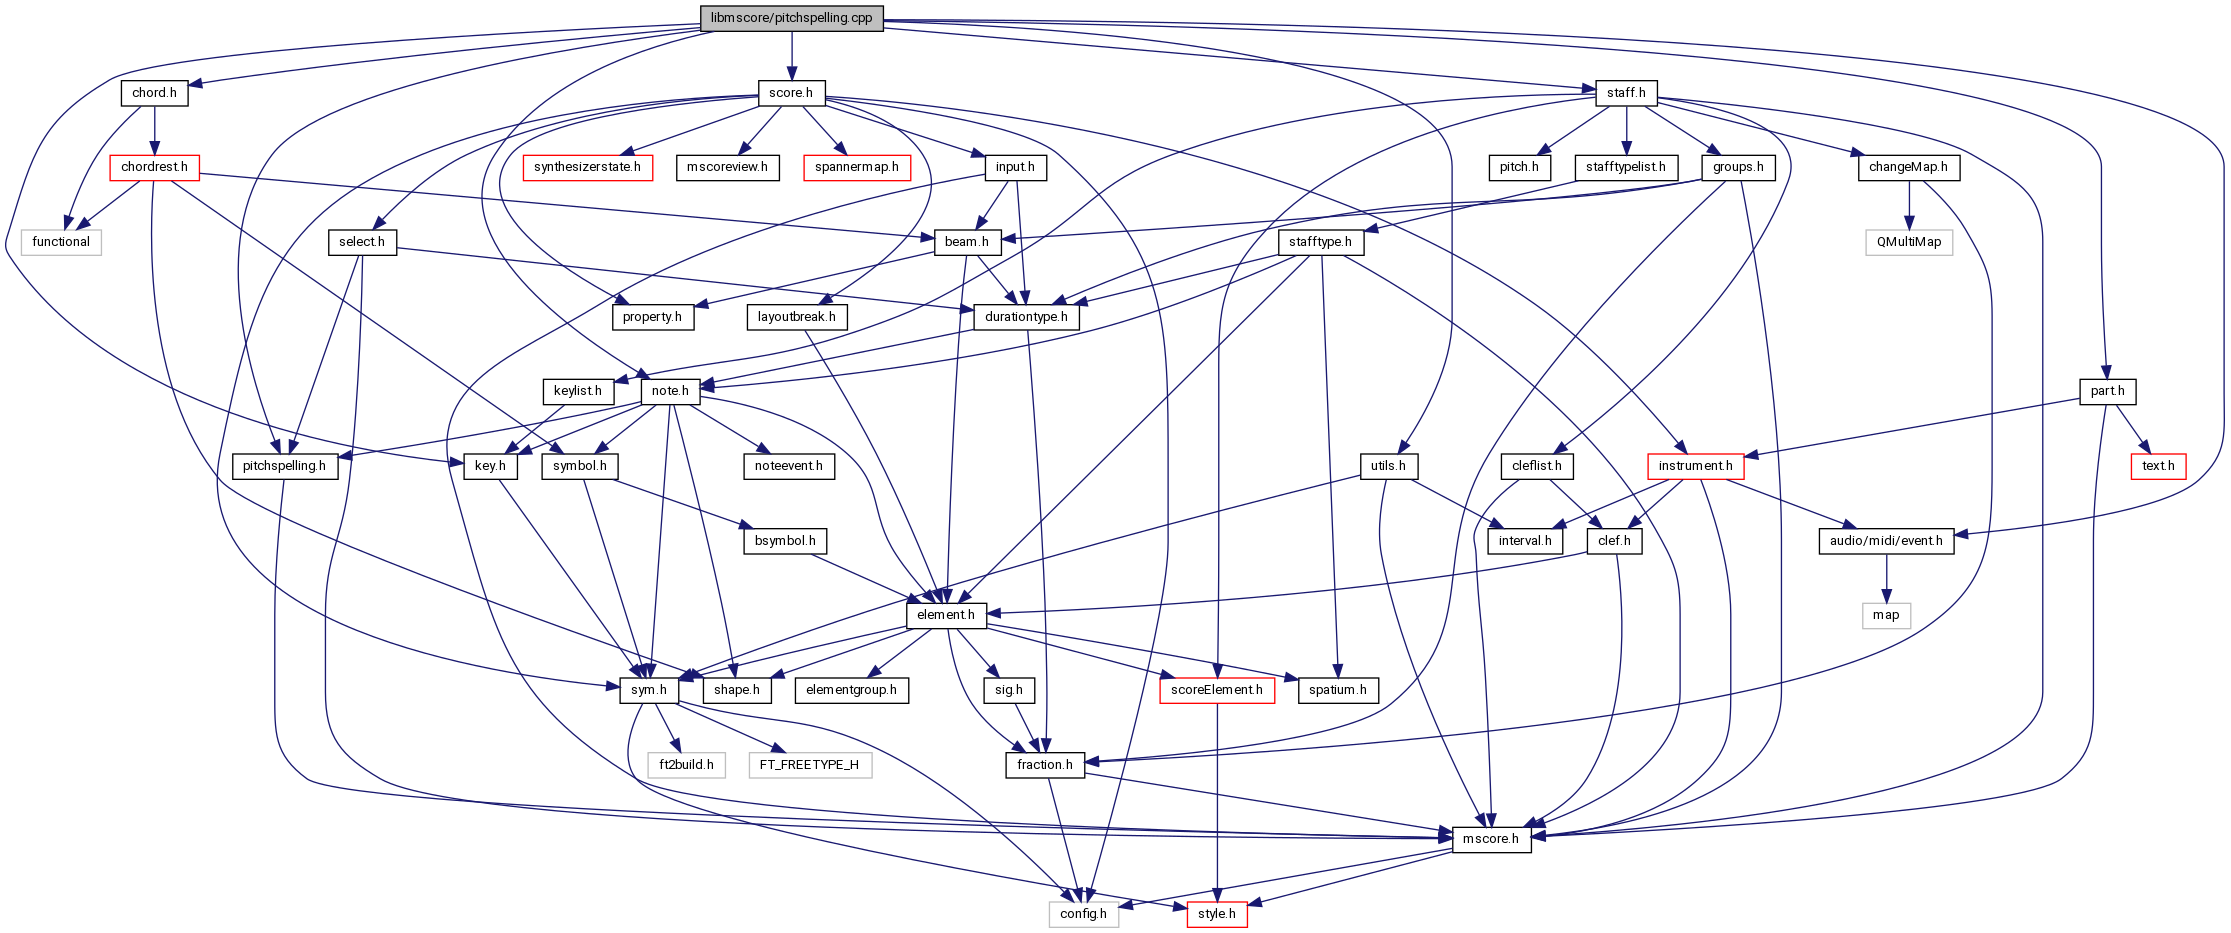 libmscore/pitchspelling.cpp
chord.h
score.h
staff.h
chordrest.h
synthesizerstate.h
mscoreview.h
spannermap.h
input.h
pitch.h
stafftypelist.h
groups.h
changeMap.h
functional
select.h
beam.h
stafftype.h
QMultiMap
property.h
layoutbreak.h
durationtype.h
keylist.h
note.h
part.h
pitchspelling.h
key.h
symbol.h
noteevent.h
utils.h
cleflist.h
instrument.h
text.h
bsymbol.h
interval.h
clef.h
audio/midi/event.h
element.h
map
sym.h
shape.h
elementgroup.h
sig.h
scoreElement.h
spatium.h
ft2build.h
FT_FREETYPE_H
fraction.h
mscore.h
config.h
style.h